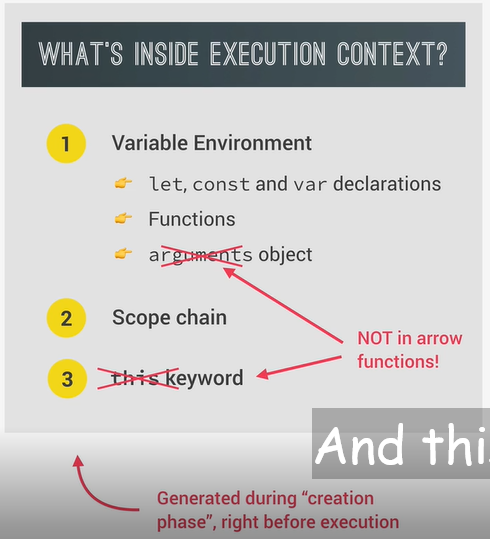 WHAT'S INSIDE EXECUTION CONTEXT?
1 Variable Environment
👉 let, const and var declarations
👉 Functions
👉 arguments object
2 Scope chain
NOT in arrow
functions!
3 this keyword
And this
Generated during “creation
phase”, right before execution